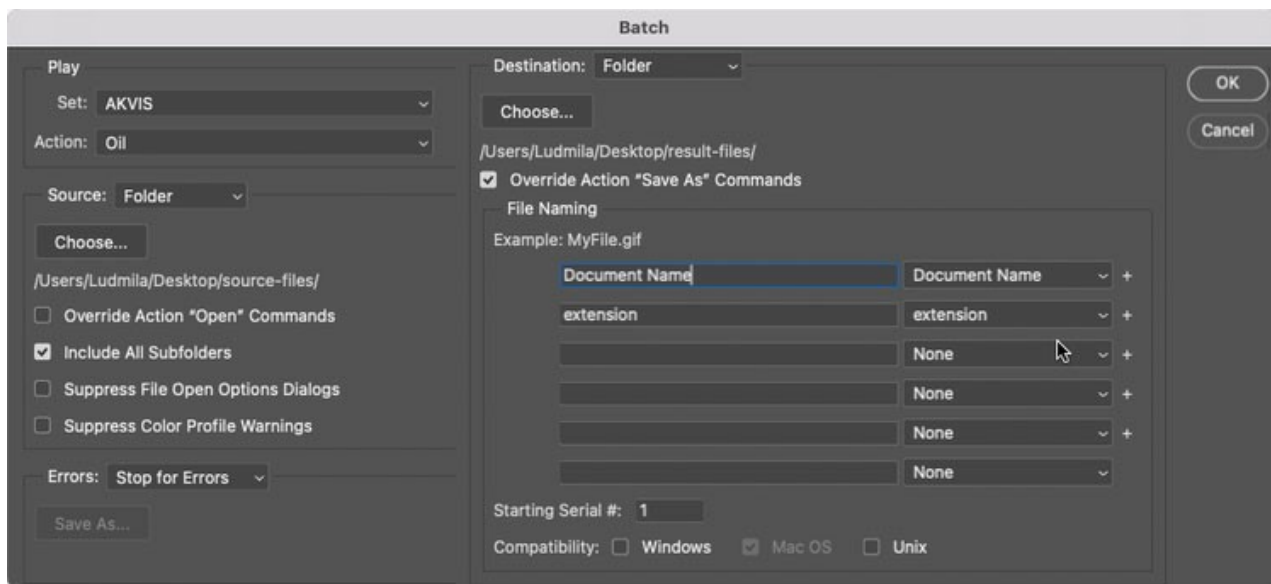 Batch
Play
Set: AKVIS
Action: Oil
Source: Folder
Choose...
/Users/Ludmila/Desktop/source-files/
Override Action "Open" Commands
Include All Subfolders
Suppress File Open Options Dialogs
Suppress Color Profile Warnings
Errors: Stop for Errors
Save As...
Destination: Folder
Choose...
/Users/Ludmila/Desktop/result-files/
Override Action "Save As" Commands
File Naming
Example: MyFile.gif
Document Name Document Name +
extension extension +
None +
None +
None +
None
Starting Serial #: 1
Compatibility: Windows Mac OS Unix
OK
Cancel